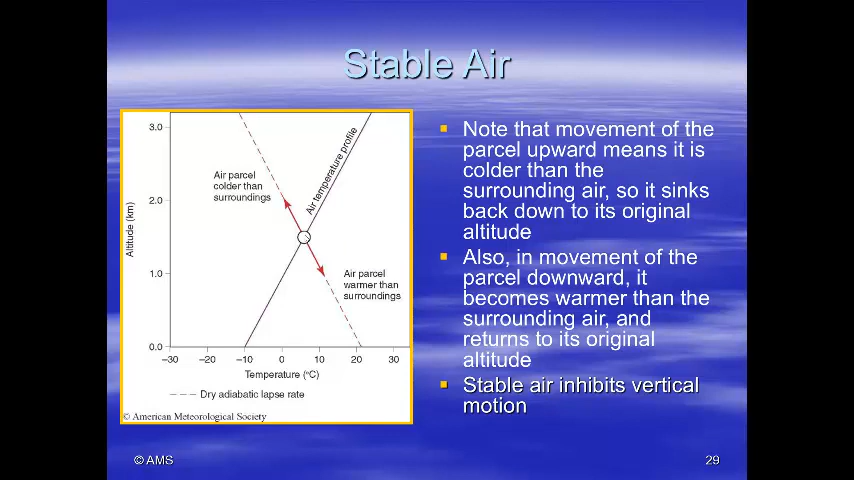 Stable Air
3.0
2.0
1.0
0.0
Altitude (km)
Air parcel
colder than
surroundings
Air temperature profile
Air parcel
warmer than
surroundings
–30 –20 –10 0 10 20 30
Temperature (°C)
Dry adiabatic lapse rate
© American Meteorological Society
Note that movement of the
parcel upward means it is
colder than the
surrounding air, so it sinks
back down to its original
altitude
Also, in movement of the
parcel downward, it
becomes warmer than the
surrounding air, and
returns to its original
altitude
Stable air inhibits vertical
motion
© AMS
29